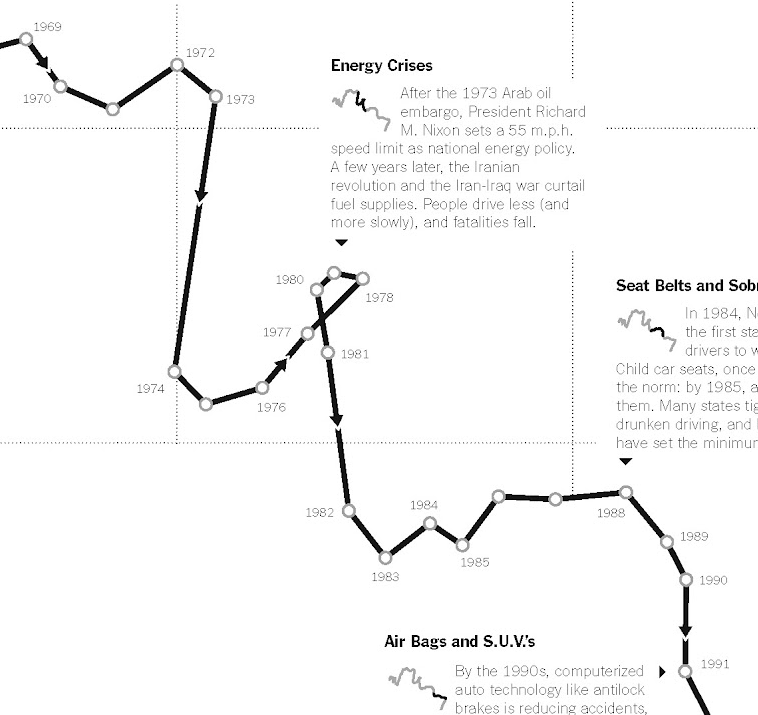 1969
1972
1970
1973
Energy Crises
After the 1973 Arab oil
embargo, President Richard
M. Nixon sets a 55 m.p.h.
speed limit as national energy policy.
A few years later, the Iranian
revolution and the Iran-Iraq war curtail
fuel supplies. People drive less (and
more slowly), and fatalities fall.
1980
1978
1977
1981
1974
1976
Seat Belts and
In 1984,
the first
drivers to
Child car seats, once
the norm: by 1985,
them. Many states
drunken driving, and
have set the
1982
1984
1988
1983
1985
1989
1990
Air Bags and S.U.V.'s
By the 1990s, computerized
auto technology like antilock
brakes is reducing accidents,
1991